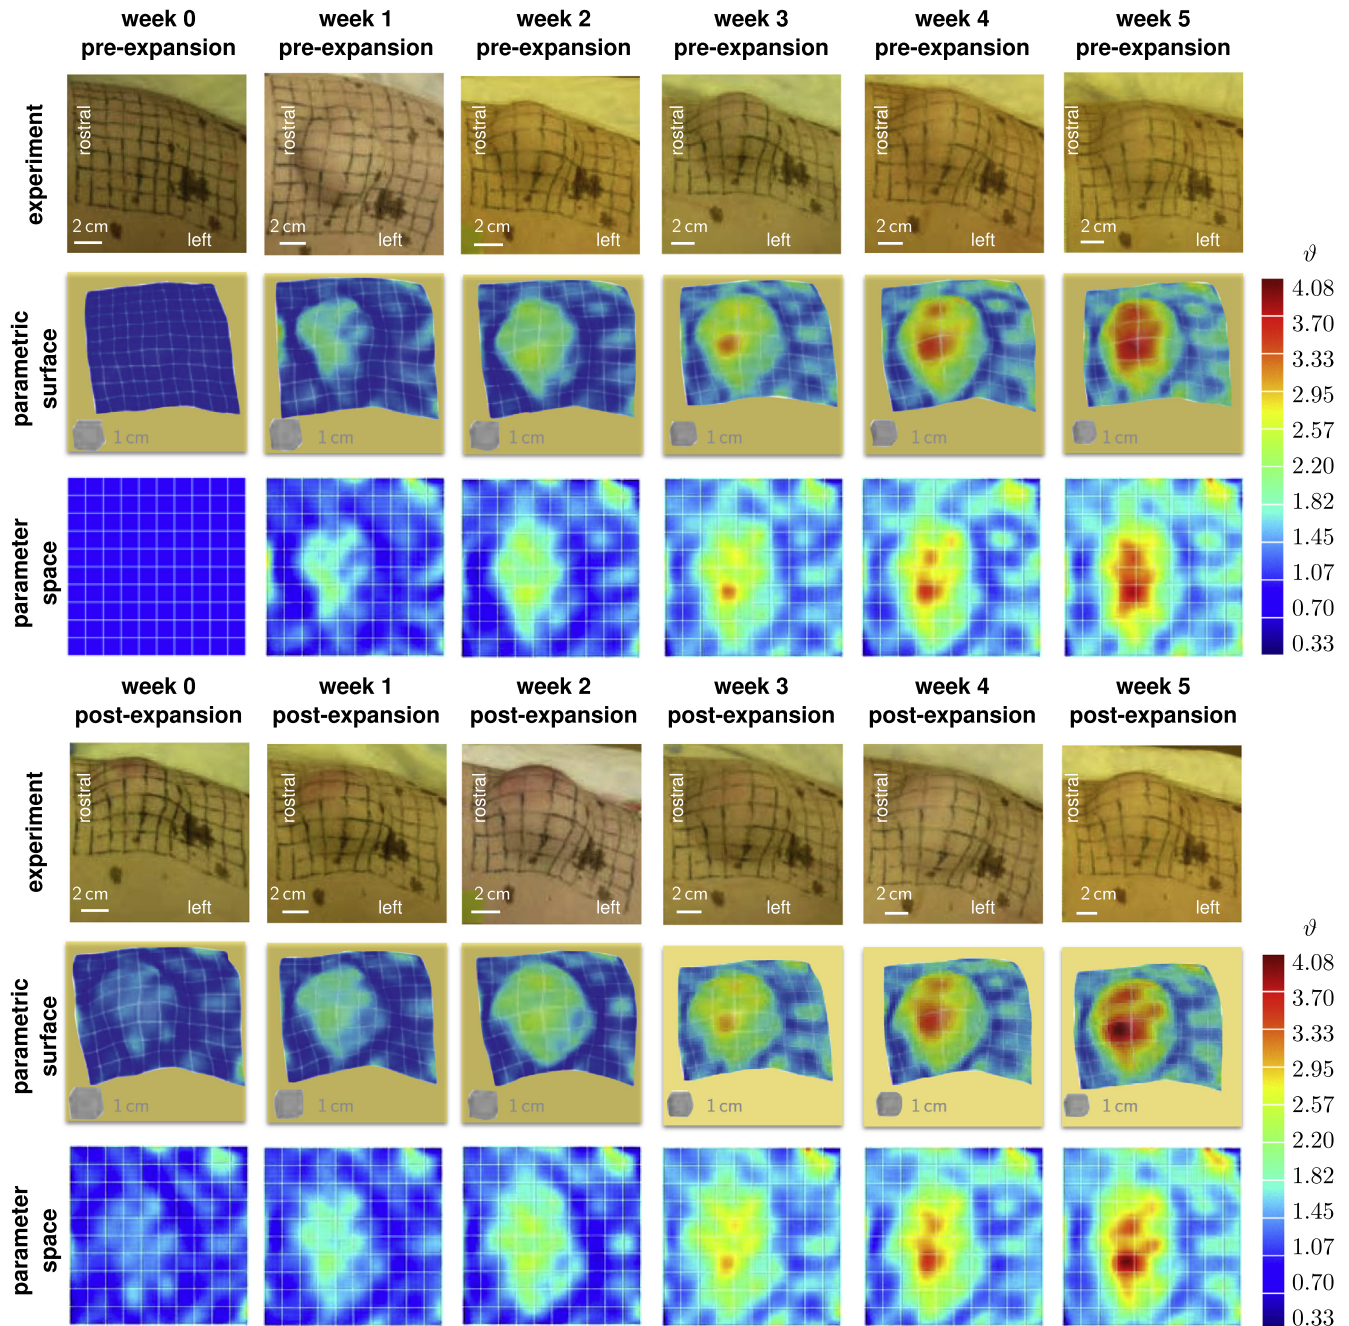 week 0 week 1 week 2 week 3 week 4 week 5
pre-expansion pre-expansion pre-expansion pre-expansion pre-expansion pre-expansion
experiment
rostral rostral rostral rostral rostral rostral
2 cm 2 cm 2 cm 2 cm 2 cm 2 cm
left left left left left left
parametric
surface
1 cm 1 cm 1 cm 1 cm 1 cm 1 cm
parameter
space
ϑ
4.08
3.70
3.33
2.95
2.57
2.20
1.82
1.45
1.07
0.70
0.33
week 0 week 1 week 2 week 3 week 4 week 5
post-expansion post-expansion post-expansion post-expansion post-expansion post-expansion
experiment
rostral rostral rostral rostral rostral rostral
2 cm 2 cm 2 cm 2 cm 2 cm 2 cm
left left left left left left
parametric
surface
1 cm 1 cm 1 cm 1 cm 1 cm 1 cm
parameter
space
ϑ
4.08
3.70
3.33
2.95
2.57
2.20
1.82
1.45
1.07
0.70
0.33